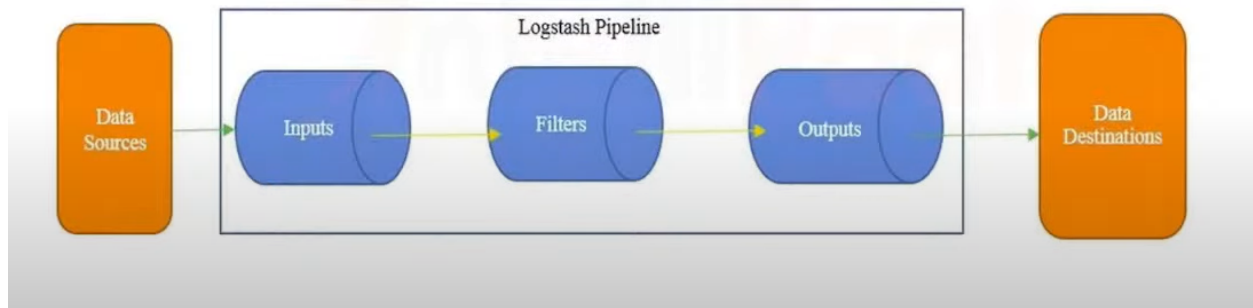 Logstash Pipeline
Data
Sources
Inputs
Filters
Outputs
Data
Destinations